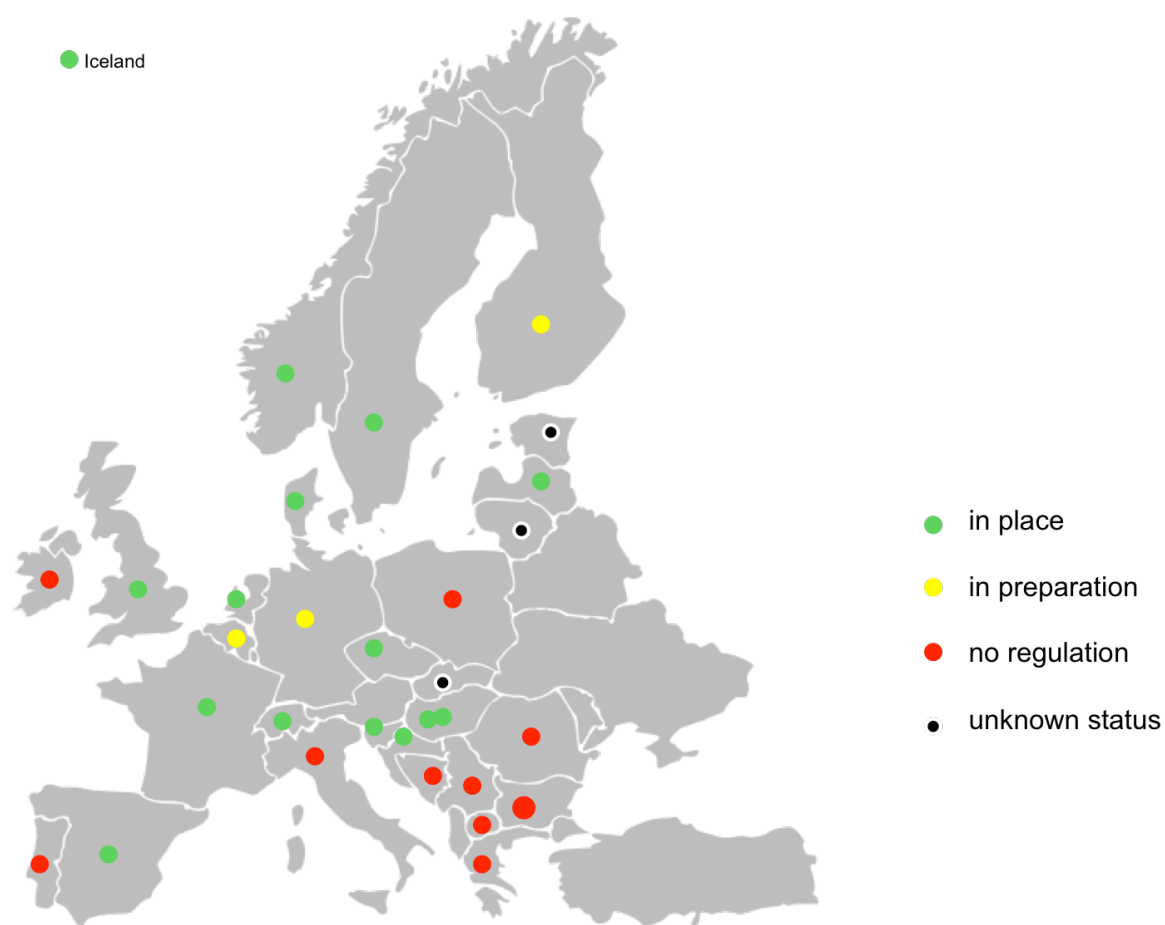 Iceland
in place
in preparation
no regulation
unknown status